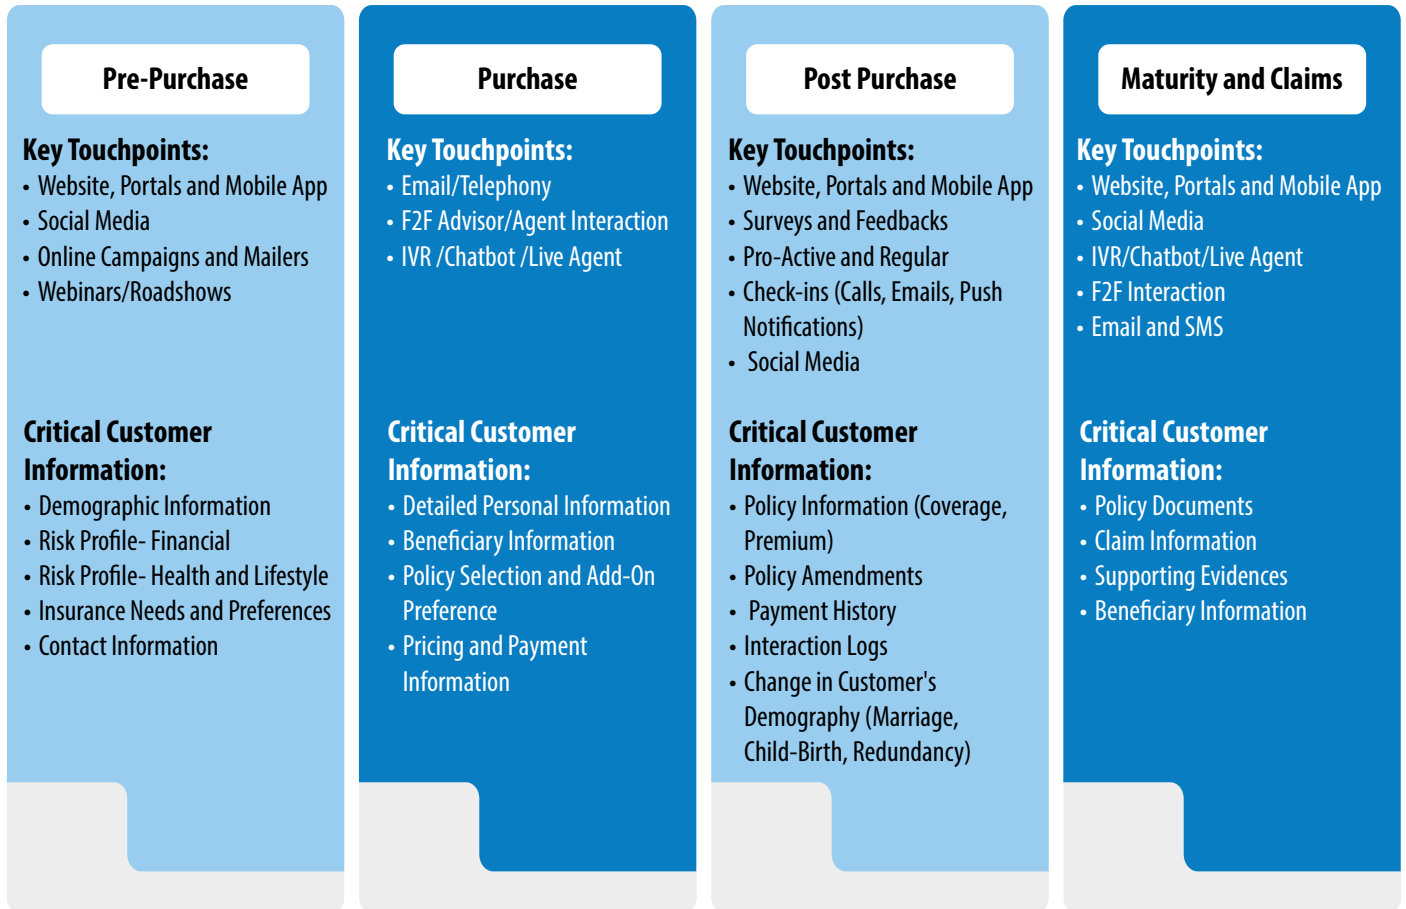 Pre-Purchase
Key Touchpoints:
• Website, Portals and Mobile App
• Social Media
• Online Campaigns and Mailers
• Webinars/Roadshows
Critical Customer
Information:
• Demographic Information
• Risk Profile- Financial
• Risk Profile- Health and Lifestyle
• Insurance Needs and Preferences
• Contact Information
Purchase
Key Touchpoints:
• Email/Telephony
• F2F Advisor/Agent Interaction
• IVR /Chatbot /Live Agent
Critical Customer
Information:
• Detailed Personal Information
• Beneficiary Information
• Policy Selection and Add-On
Preference
• Pricing and Payment
Information
Post Purchase
Key Touchpoints:
• Website, Portals and Mobile App
• Surveys and Feedbacks
• Pro-Active and Regular
• Check-ins (Calls, Emails, Push
Notifications)
• Social Media
Critical Customer
Information:
• Policy Information (Coverage,
Premium)
• Policy Amendments
• Payment History
• Interaction Logs
• Change in Customer's
Demography (Marriage,
Child-Birth, Redundancy)
Maturity and Claims
Key Touchpoints:
• Website, Portals and Mobile App
• Social Media
• IVR/Chatbot/Live Agent
• F2F Interaction
• Email and SMS
Critical Customer
Information:
• Policy Documents
• Claim Information
• Supporting Evidences
• Beneficiary Information